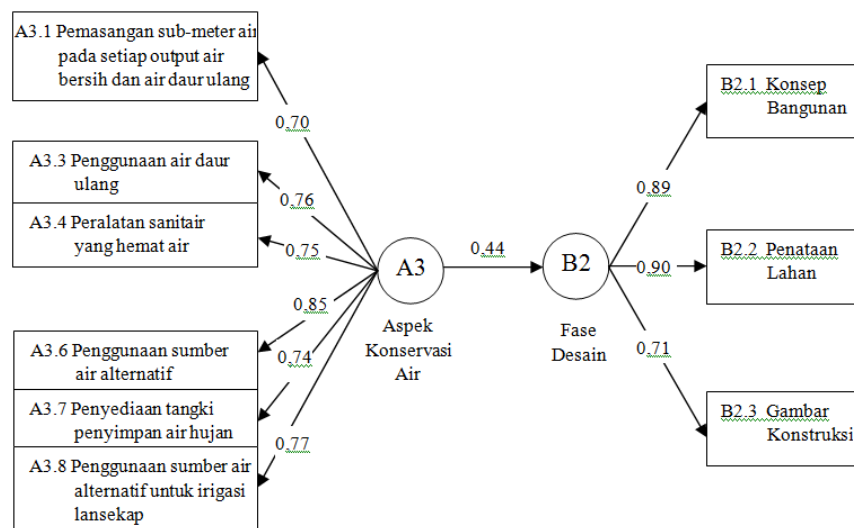 A3.1 Pemasangan sub-meter air
pada setiap output air
bersih dan air daur ulang
0,70
A3.3 Penggunaan air daur
ulang
0,76
A3.4 Peralatan sanitair
yang hemat air
0,75
A3.6 Penggunaan sumber
air alternatif
0,85
A3.7 Penyediaan tangki
penyimpan air hujan
0,74
A3.8 Penggunaan sumber air
alternatif untuk irigasi
lansekap
0,77
A3
Aspek
Konservasi
Air
0,44
B2
Fase
Desain
0,89
B2.1 Konsep
Bangunan
0,90
B2.2 Penataan
Lahan
0,71
B2.3 Gambar
Konstruksi